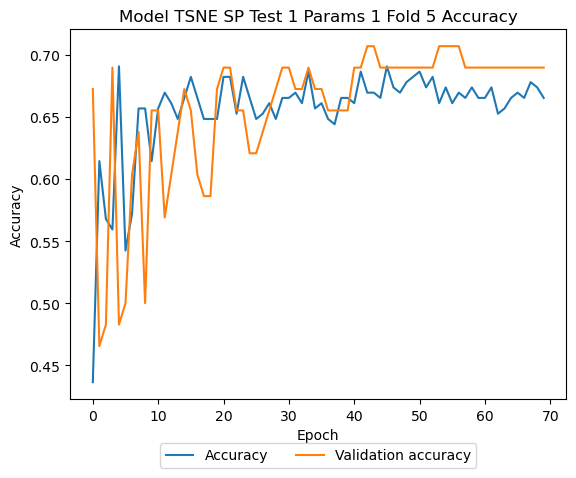 Model TSNE SP Test 1 Params 1 Fold 5 Accuracy
0.70
0.65
0.60
0.55
0.50
0.45
Accuracy
0 10 20 30 40 50 60 70
Epoch
Accuracy Validation accuracy